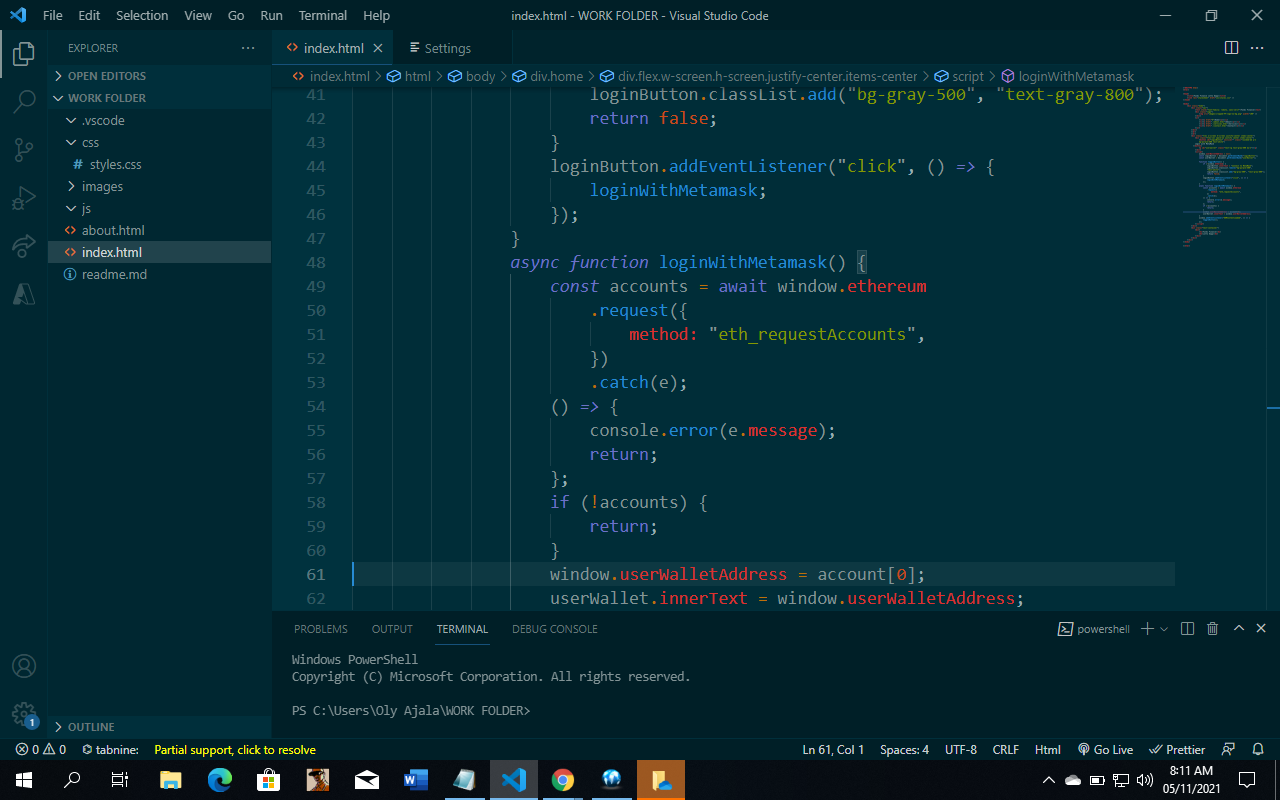 File Edit Selection View Go Run Terminal Help index.html - WORK FOLDER - Visual Studio Code
EXPLORER
index.html
Settings
OPEN EDITORS
WORK FOLDER
.vscode
css
# styles.css
images
js
about.html
index.html
readme.md
OUTLINE
index.html > html > body > div.home > div.flex.w-screen.h-screen.justify-center.items-center > script > loginWithMetamask
41 loginButton.classList.add("bg-gray-500", "text-gray-800");
42 return false;
43 }
44 loginButton.addEventListener("click", () => {
45 loginWithMetamask;
46 });
47 }
48 async function loginWithMetamask() {
49 const accounts = await window.ethereum
50 .request({
51 method: "eth_requestAccounts",
52 })
53 .catch(e);
54 () => {
55 console.error(e.message);
56 return;
57 };
58 if (!accounts) {
59 return;
60 }
61 window.userWalletAddress = account[0];
62 userWallet.innerText = window.userWalletAddress;
PROBLEMS OUTPUT TERMINAL DEBUG CONSOLE powershell
Windows PowerShell
Copyright (C) Microsoft Corporation. All rights reserved.
PS C:\Users\Oly Ajala\WORK FOLDER>
1
0 0 tabnine: Partial support, click to resolve Ln 61, Col 1 Spaces: 4 UTF-8 CRLF Html Go Live Prettier
8:11 AM
05/11/2021